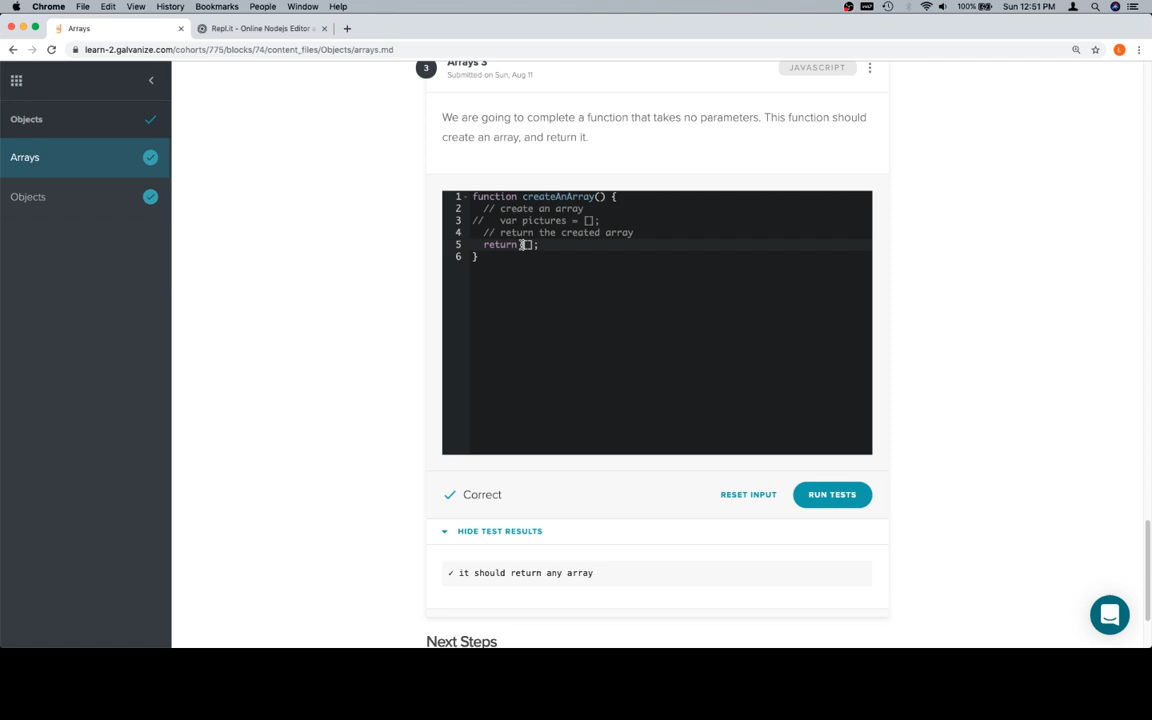 Chrome File Edit View History Bookmarks People Window Help
100% Sun 12:51 PM
Arrays
Repl.it - Online Nodejs Editor
learn-2.galvanize.com/cohorts/775/blocks/74/content_files/Objects/arrays.md
L
Objects
Arrays
Objects
3
Arrays 3
Submitted on Sun, Aug 11
JAVASCRIPT
We are going to complete a function that takes no parameters. This function should
create an array, and return it.
1 function createAnArray() {
2 // create an array
3 // var pictures = [];
4 // return the created array
5 return [];
6 }
Correct
RESET INPUT
RUN TESTS
HIDE TEST RESULTS
✓ it should return any array
Next Steps